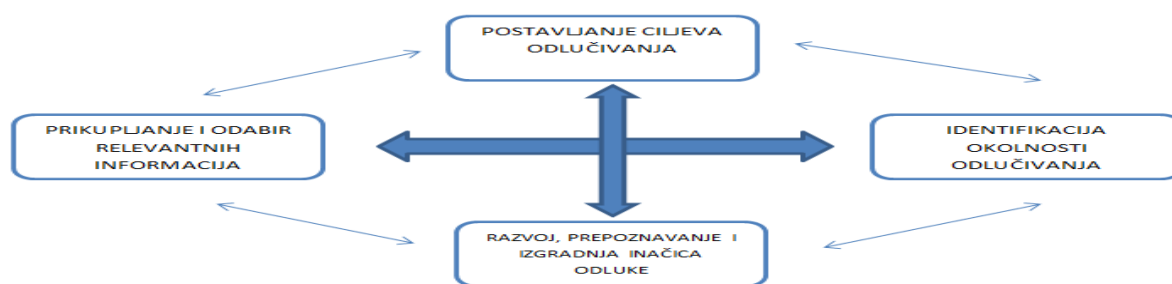 POSTAVLJANJE CILJEVA
ODLUČIVANJA
PRIKUPLJANJE I ODABIR
RELEVANTNIH
INFORMACIJA
IDENTIFIKACIJA
OKOLNOSTI
ODLUČIVANJA
RAZVOJ, PREPOZNAVANJE I
IZGRADNJA INAČICA
ODLUKE